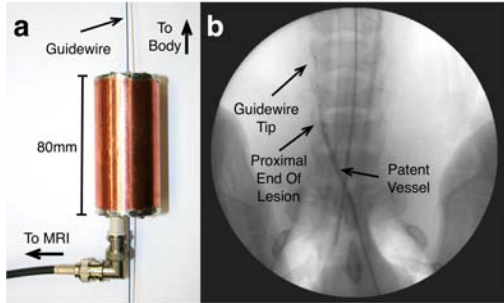 a
Guidewire
To
Body
80mm
To MRI
b
Guidewire
Tip
Proximal
End Of
Lesion
Patent
Vessel